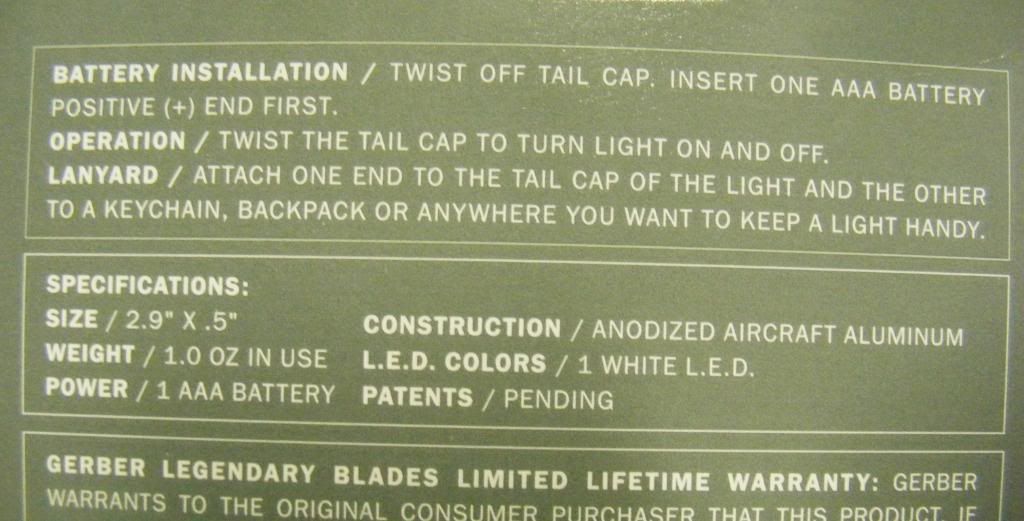 BATTERY INSTALLATION / TWIST OFF TAIL CAP. INSERT ONE AAA BATTERY
POSITIVE (+) END FIRST.
OPERATION / TWIST THE TAIL CAP TO TURN LIGHT ON AND OFF.
LANYARD / ATTACH ONE END TO THE TAIL CAP OF THE LIGHT AND THE OTHER
TO A KEYCHAIN, BACKPACK OR ANYWHERE YOU WANT TO KEEP A LIGHT HANDY.
SPECIFICATIONS:
SIZE / 2.9" X .5"
WEIGHT / 1.0 OZ IN USE
POWER / 1 AAA BATTERY
CONSTRUCTION / ANODIZED AIRCRAFT ALUMINUM
L.E.D. COLORS / 1 WHITE L.E.D.
PATENTS / PENDING
GERBER LEGENDARY BLADES LIMITED LIFETIME WARRANTY: GERBER
WARRANTS TO THE ORIGINAL CONSUMER PURCHASER THAT THIS PRODUCT, IF